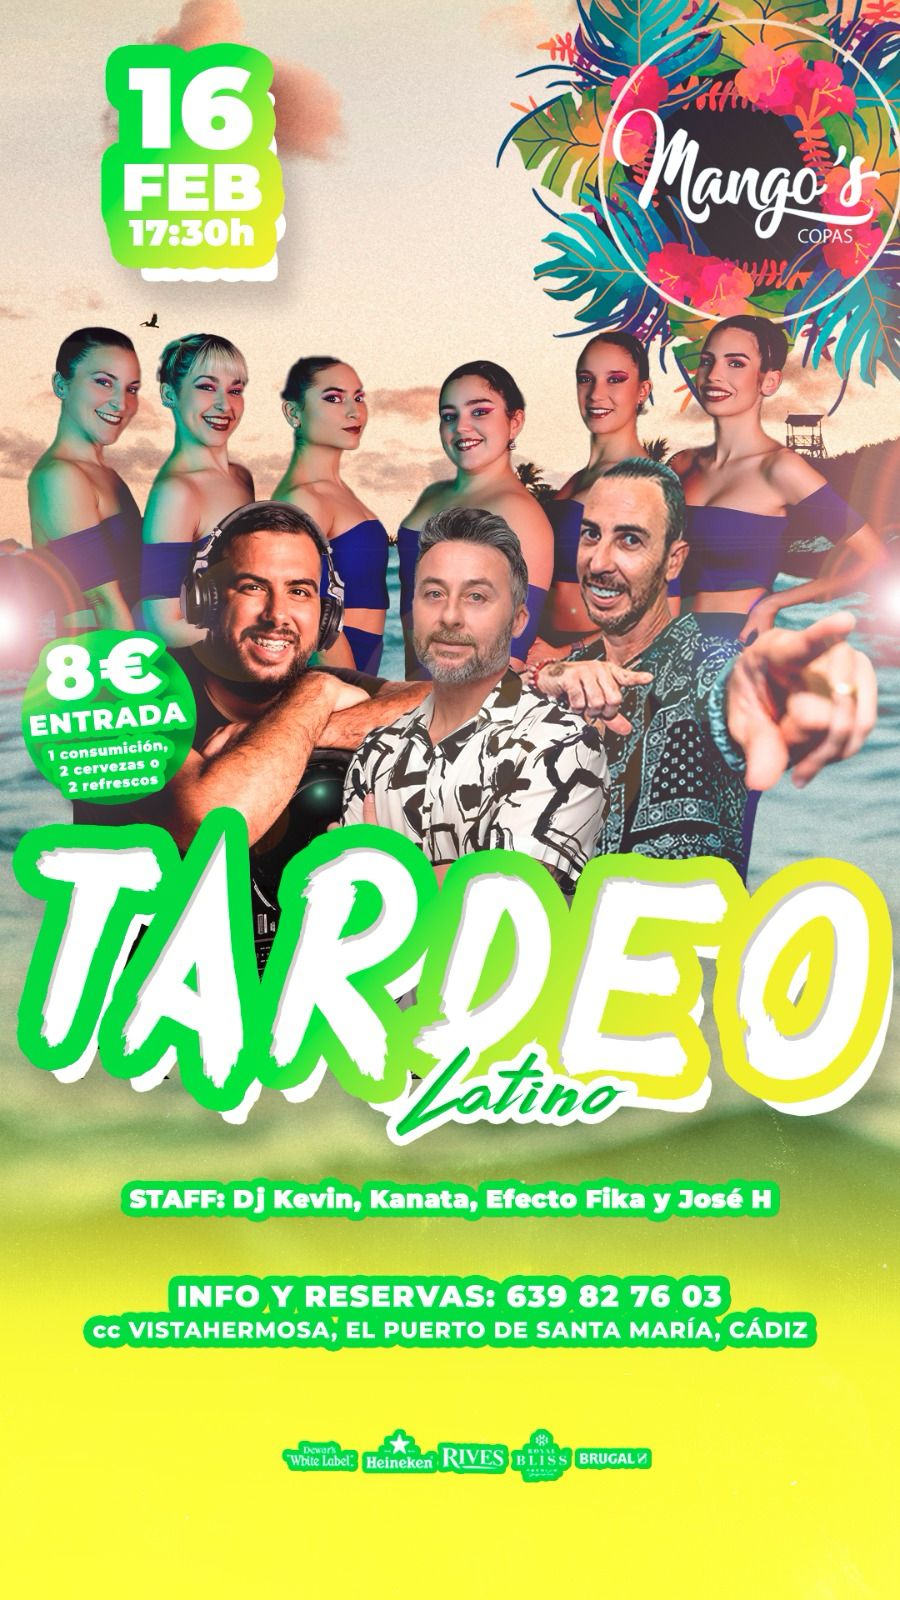 16
FEB
17:30h
Mango's
COPAS
8€
ENTRADA
1 consumición,
2 cervezas o
2 refrescos
TARDEO
Latino
STAFF: Dj Kevin, Kanata, Efecto Fika y José H
INFO Y RESERVAS: 639 82 76 03
cc VISTAHERMOSA, EL PUERTO DE SANTA MARÍA, CÁDIZ
Dewar's
"White Label".
Heineken
RIVES
ROYAL
BLISS
BRUGAL